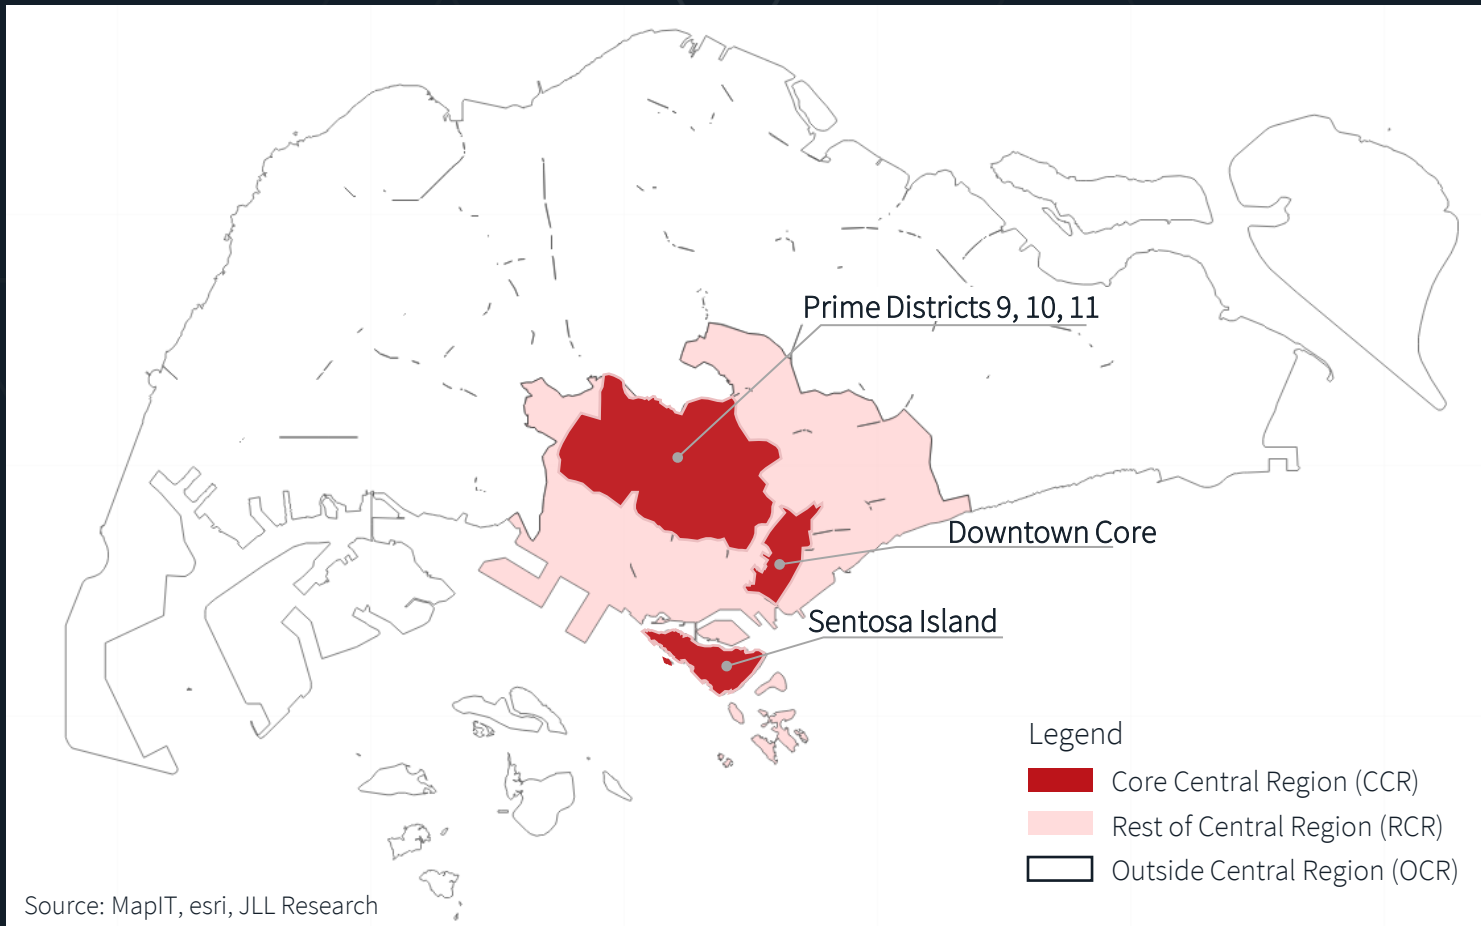 Prime Districts 9, 10, 11
Downtown Core
Sentosa Island
Legend
Core Central Region (CCR)
Rest of Central Region (RCR)
Outside Central Region (OCR)
Source: MapIT, esri, JLL Research